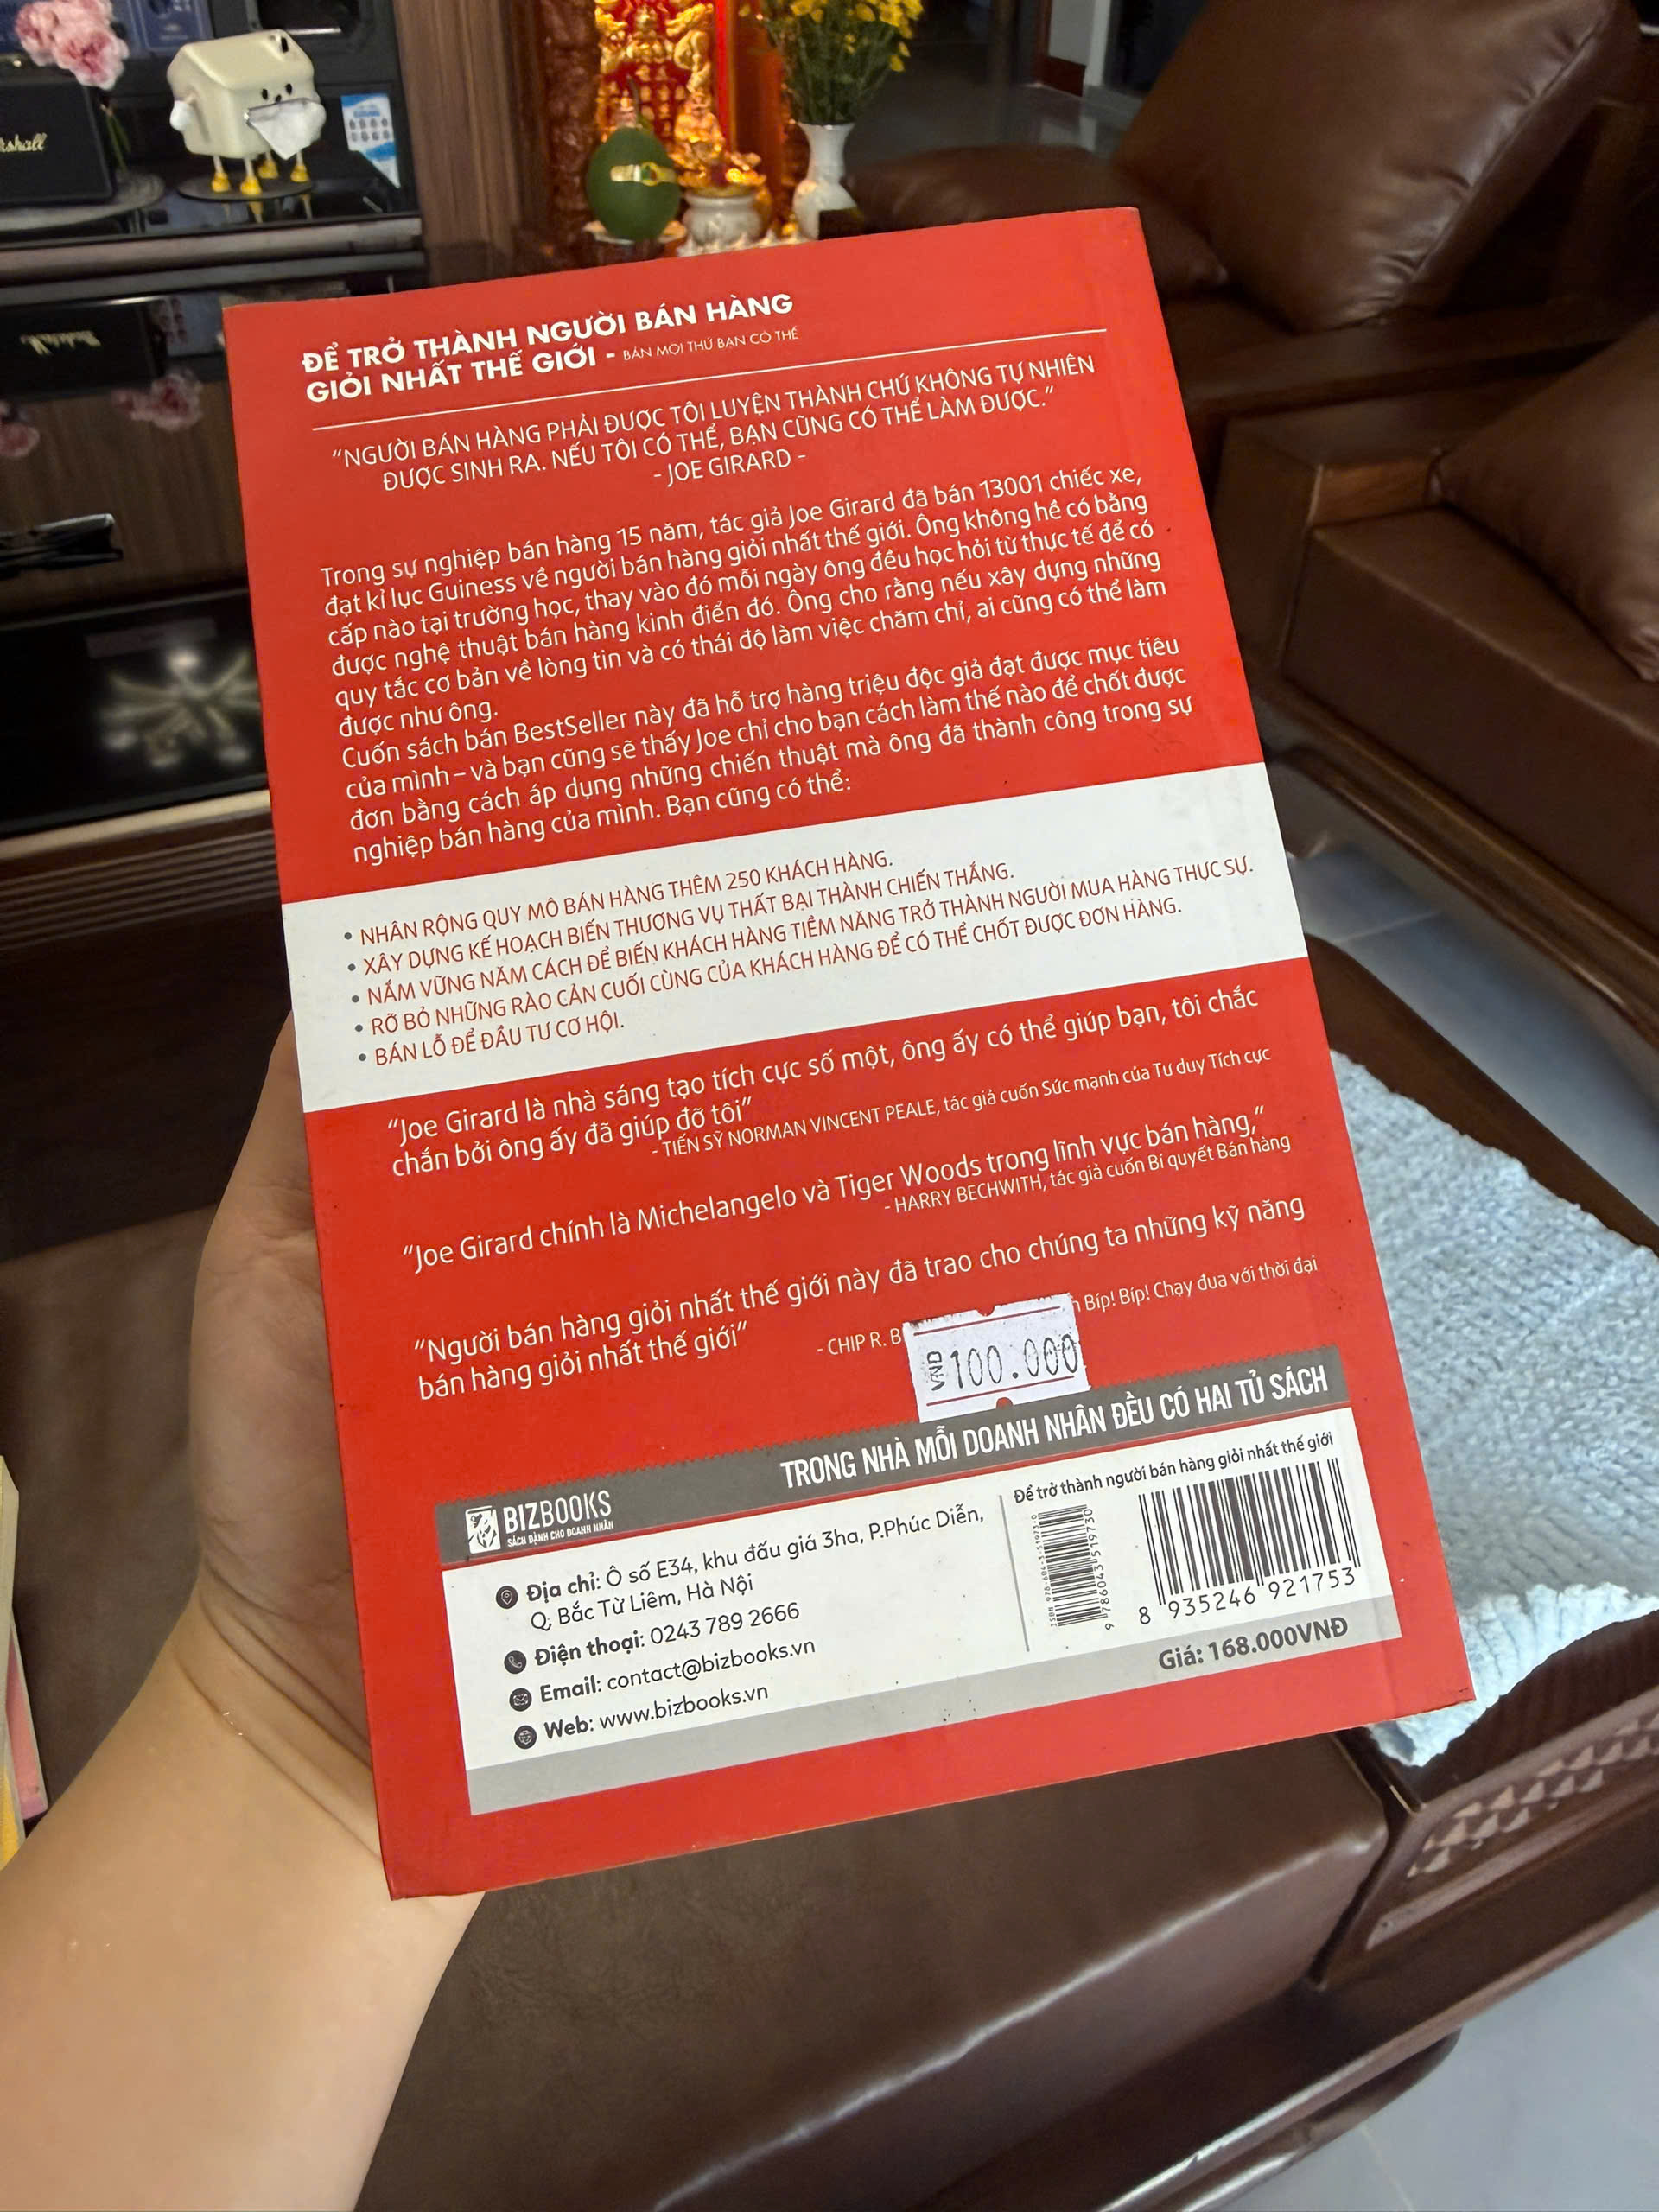 ĐỂ TRỞ THÀNH NGƯỜI BÁN HÀNG
GIỎI NHẤT THẾ GIỚI - BÁN MỌI THỨ BẠN CÓ THỂ
“NGƯỜI BÁN HÀNG PHẢI ĐƯỢC TÔI LUYỆN THÀNH CHỨ KHÔNG TỰ NHIÊN
ĐƯỢC SINH RA. NẾU TÔI CÓ THỂ, BẠN CŨNG CÓ THỂ LÀM ĐƯỢC.”
- JOE GIRARD -
Trong sự nghiệp bán hàng 15 năm, tác giả Joe Girard đã bán 13001 chiếc xe,
đạt kỉ lục Guiness về người bán hàng giỏi nhất thế giới. Ông không hề có bằng
cấp nào tại trường học, thay vào đó mỗi ngày ông đều học hỏi từ thực tế để có
được nghệ thuật bán hàng kinh điển đó. Ông cho rằng nếu xây dựng những
quy tắc cơ bản về lòng tin và có thái độ làm việc chăm chỉ, ai cũng có thể làm
được như ông.
Cuốn sách bán BestSeller này đã hỗ trợ hàng triệu độc giả đạt được mục tiêu
của mình – và bạn cũng sẽ thấy Joe chỉ cho bạn cách làm thế nào để chốt được
đơn bằng cách áp dụng những chiến thuật mà ông đã thành công trong sự
nghiệp bán hàng của mình. Bạn cũng có thể:
• NHÂN RỘNG QUY MÔ BÁN HÀNG THÊM 250 KHÁCH HÀNG.
• XÂY DỰNG KẾ HOẠCH BIẾN THƯƠNG VỤ THẤT BẠI THÀNH CHIẾN THẮNG.
• NẮM VỮNG NĂM CÁCH ĐỂ BIẾN KHÁCH HÀNG TIỀM NĂNG TRỞ THÀNH NGƯỜI MUA HÀNG THỰC SỰ.
• RỠ BỎ NHỮNG RÀO CẢN CUỐI CÙNG CỦA KHÁCH HÀNG ĐỂ CÓ THỂ CHỐT ĐƯỢC ĐƠN HÀNG.
• BÁN LỖ ĐỂ ĐẦU TƯ CƠ HỘI.
“Joe Girard là nhà sáng tạo tích cực số một, ông ấy có thể giúp bạn, tôi chắc
chắn bởi ông ấy đã giúp đỡ tôi”
- TIẾN SỸ NORMAN VINCENT PEALE, tác giả cuốn Sức mạnh của Tư duy Tích cực
“Joe Girard chính là Michelangelo và Tiger Woods trong lĩnh vực bán hàng,”
- HARRY BECHWITH, tác giả cuốn Bí quyết Bán hàng
“Người bán hàng giỏi nhất thế giới này đã trao cho chúng ta những kỹ năng
bán hàng giỏi nhất thế giới”
- CHIP R. B Bíp! Bíp! Chạy đua với thời đại
VNĐ 100.000
TRONG NHÀ MỖI DOANH NHÂN ĐỀU CÓ HAI TỦ SÁCH
BIZBOOKS
SÁCH DÀNH CHO DOANH NHÂN
Địa chỉ: Ô số E34, khu đấu giá 3ha, P.Phúc Diễn,
Q. Bắc Từ Liêm, Hà Nội
Điện thoại: 0243 789 2666
Email: contact@bizbooks.vn
Web: www.bizbooks.vn
Để trở thành người bán hàng giỏi nhất thế giới
9 786043 519730
8 935246 921753
Giá: 168.000VNĐ